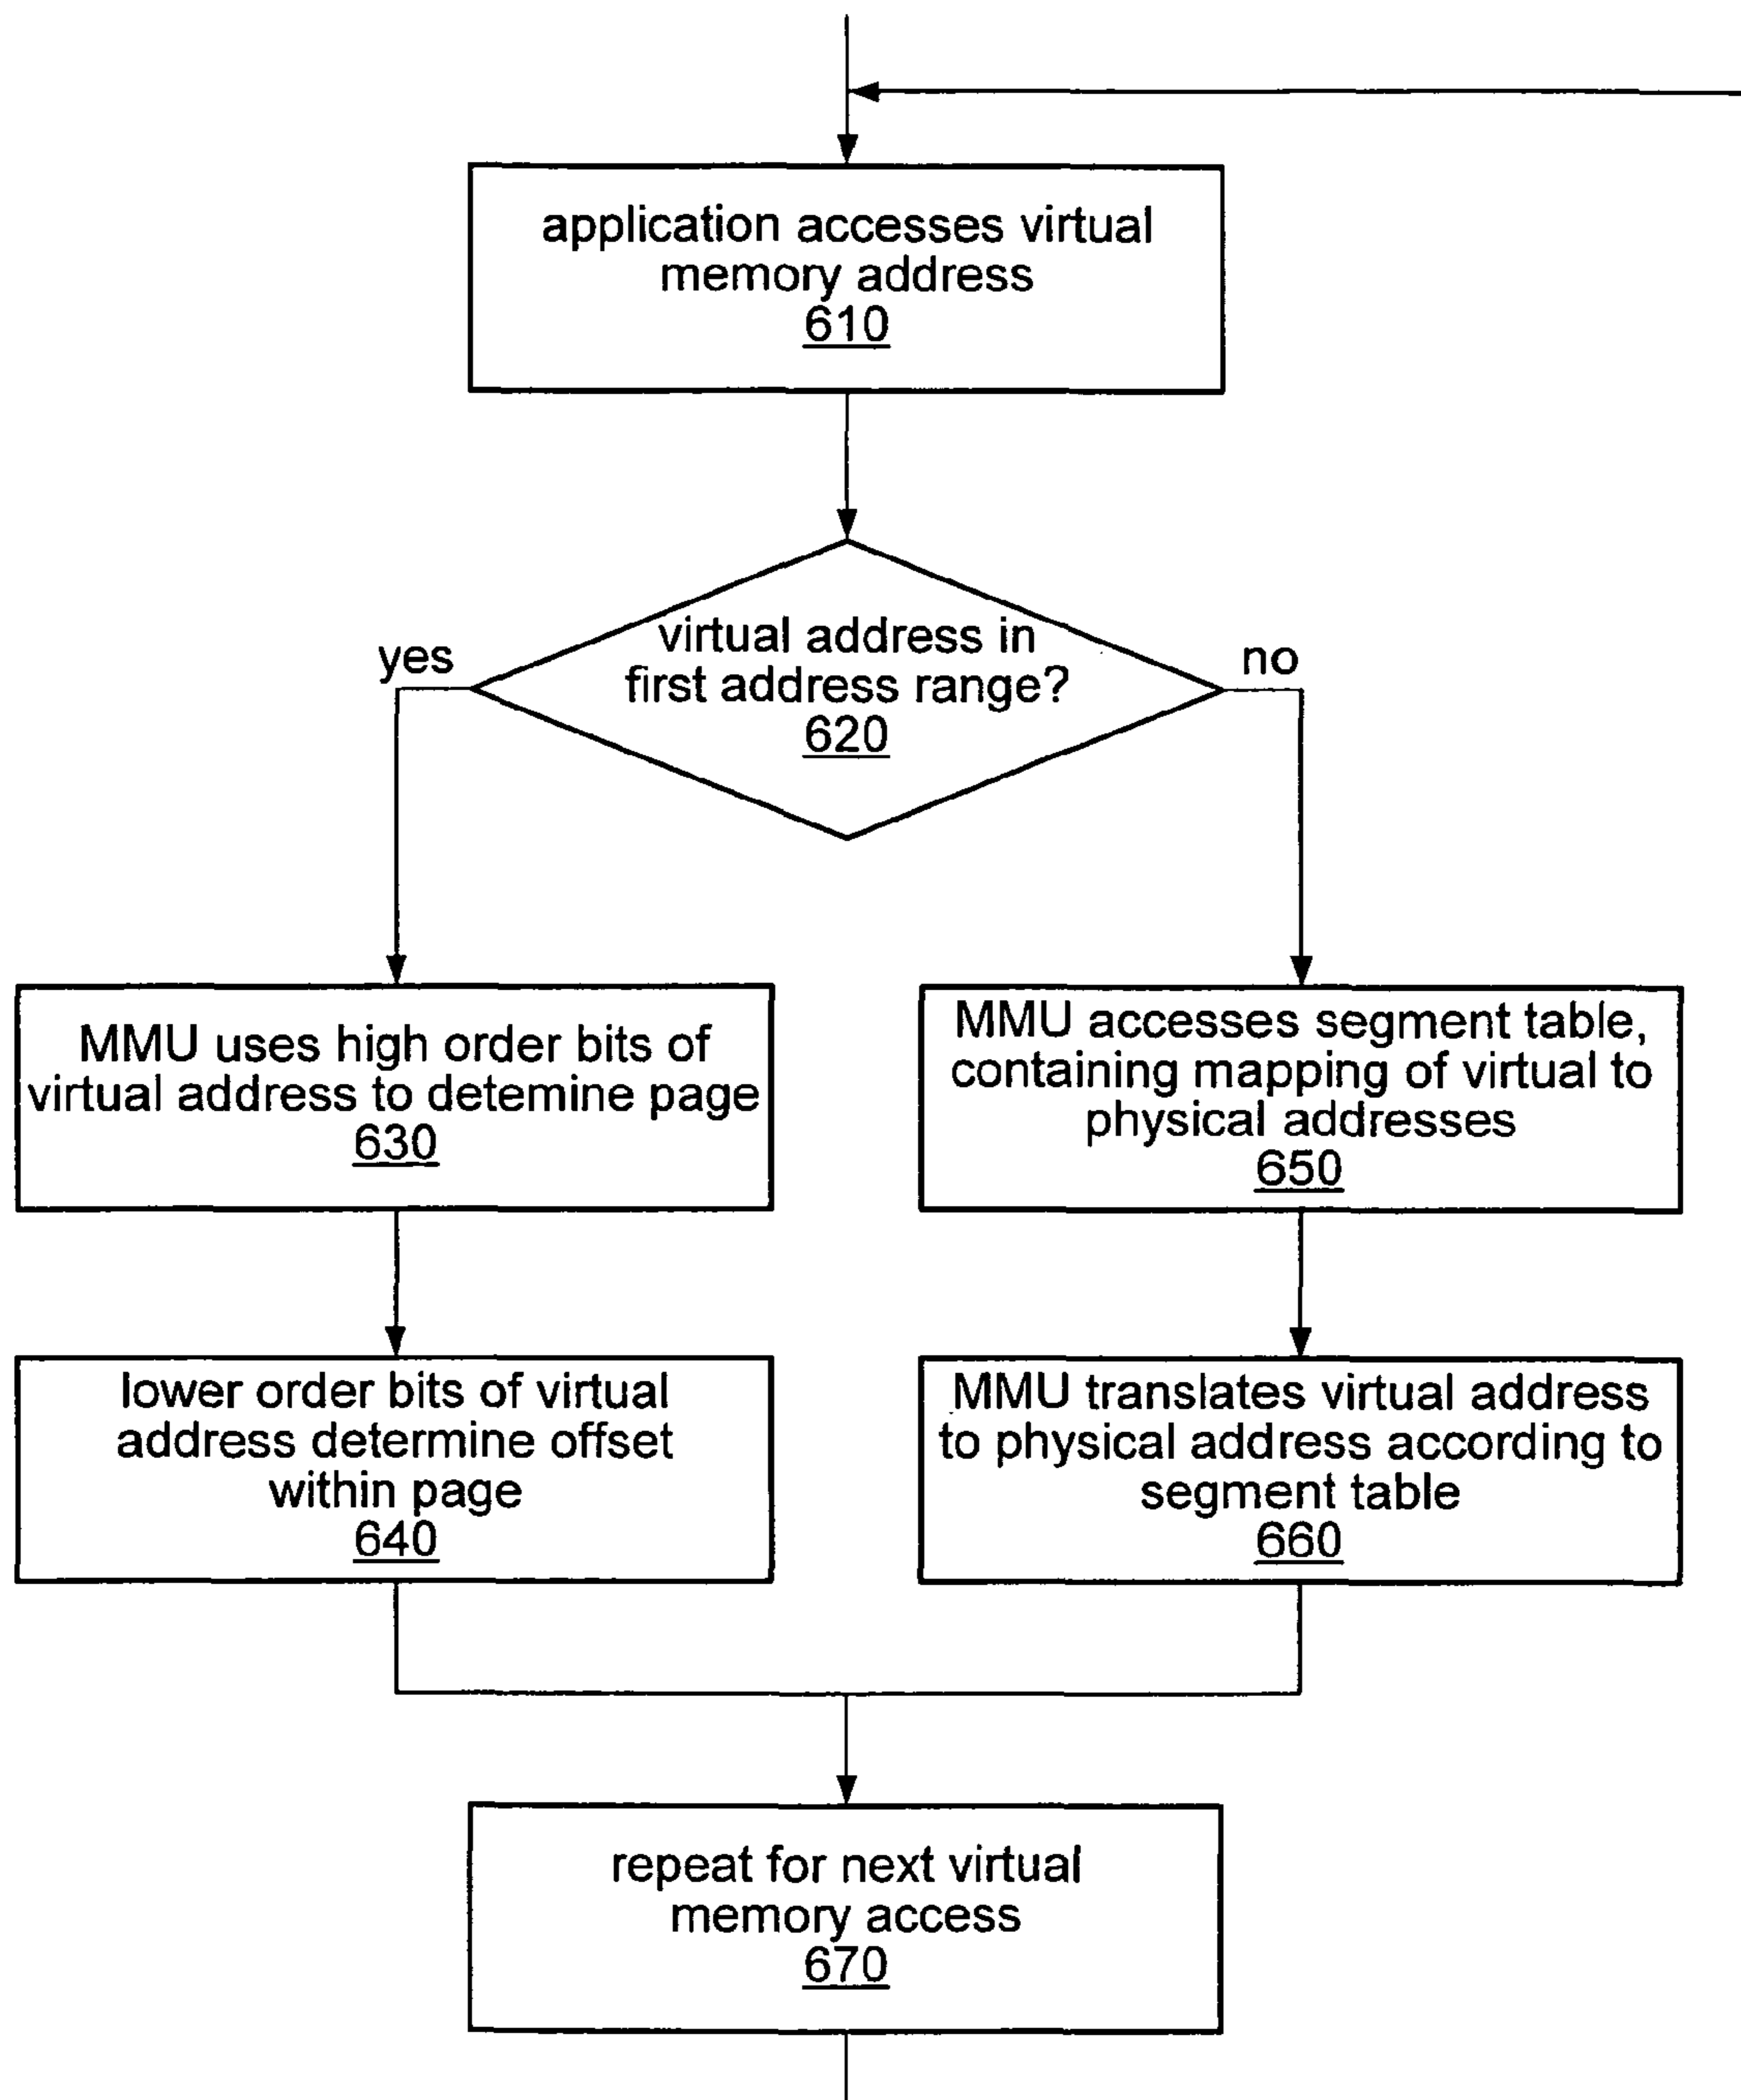 application accesses virtual
memory address
610
virtual address in
first address range?
620
yes
no
MMU uses high order bits of
virtual address to detemine page
630
MMU accesses segment table,
containing mapping of virtual to
physical addresses
650
lower order bits of virtual
address determine offset
within page
640
MMU translates virtual address
to physical address according to
segment table
660
repeat for next virtual
memory access
670